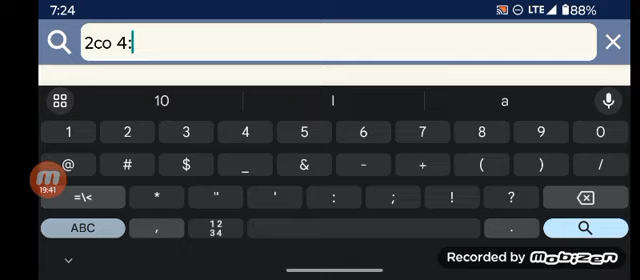 7:24 LTE 88%
2co 4:
10 I a
1 2 3 4 5 6 7 8 9 0
@ # $ _ & - + ( ) /
19:41
=\< * " ' : ; ! ?
ABC , 12 34 .
Recorded by mobizen